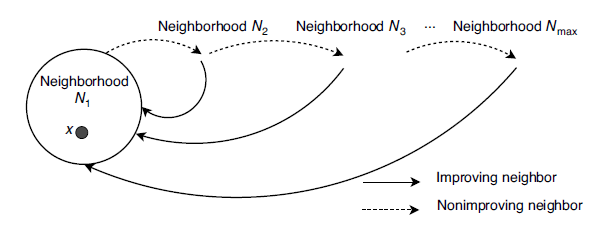 Neighborhood N2 Neighborhood N3 ... Neighborhood Nmax
Neighborhood
N1
x
Improving neighbor
Nonimproving neighbor